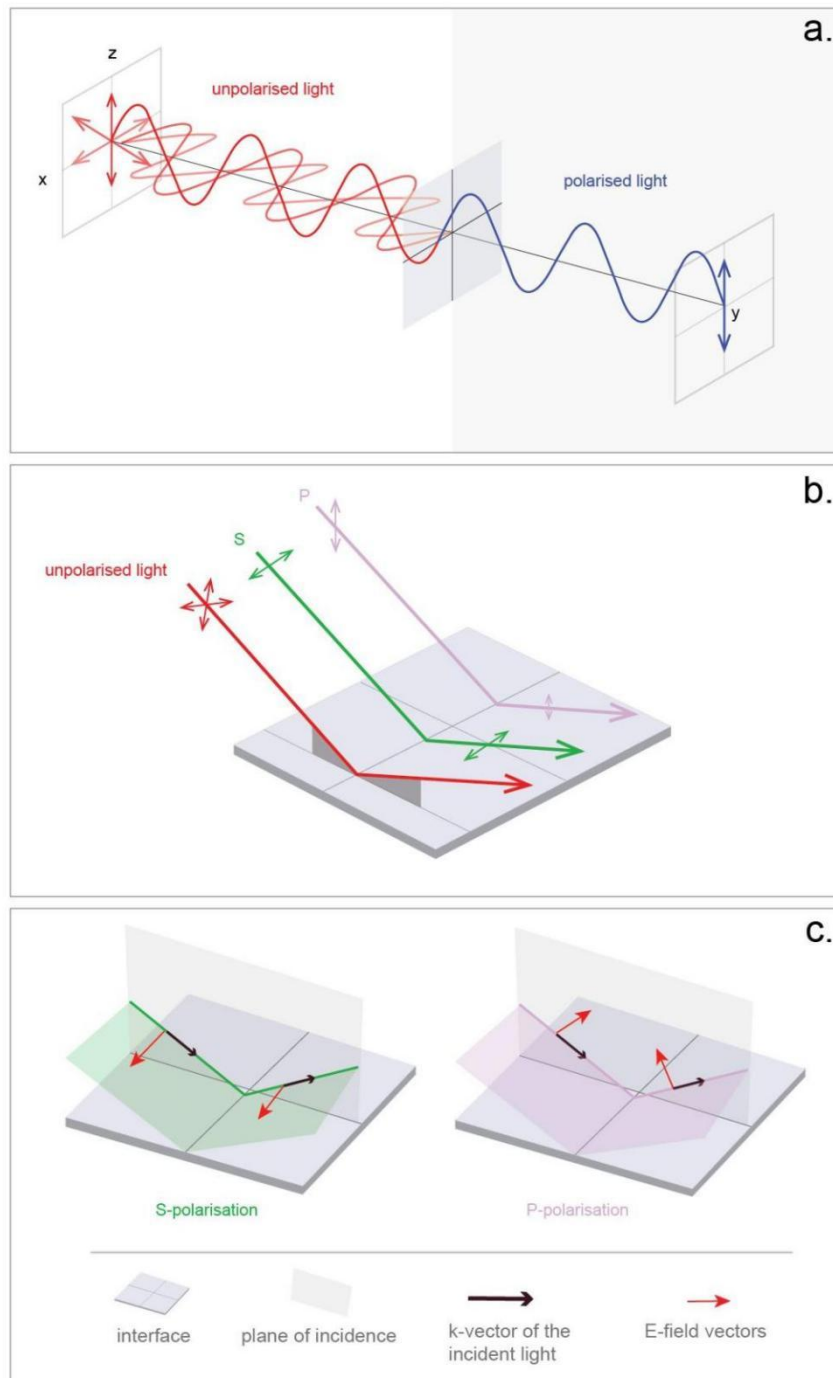 a.
z
unpolarised light
x
polarised light
y
b.
P
S
unpolarised light
c.
S-polarisation
P-polarisation
interface
plane of incidence
k-vector of the
incident light
E-field vectors